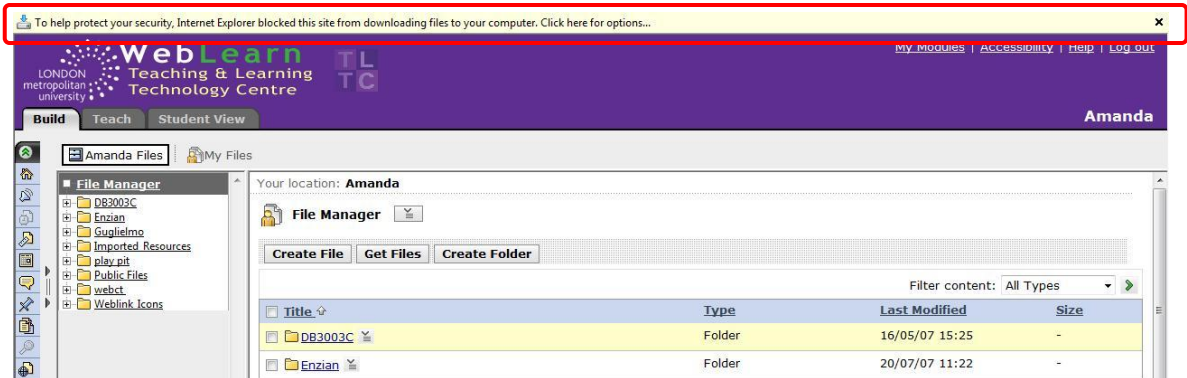 To help protect your security, Internet Explorer blocked this site from downloading files to your computer. Click here for options...
WebLearn
LONDON
metropolitan
university
Teaching & Learning
Technology Centre
TL
TC
My Modules | Accessibility | Help | Log out
Build Teach Student View
Amanda
Amanda Files
My Files
File Manager
DB3003C
Enzian
Guglielmo
Imported Resources
play pit
Public Files
webct
Weblink Icons
Your location: Amanda
File Manager
Create File Get Files Create Folder
Filter content: All Types
Title Type Last Modified Size
DB3003C Folder 16/05/07 15:25 -
Enzian Folder 20/07/07 11:22 -